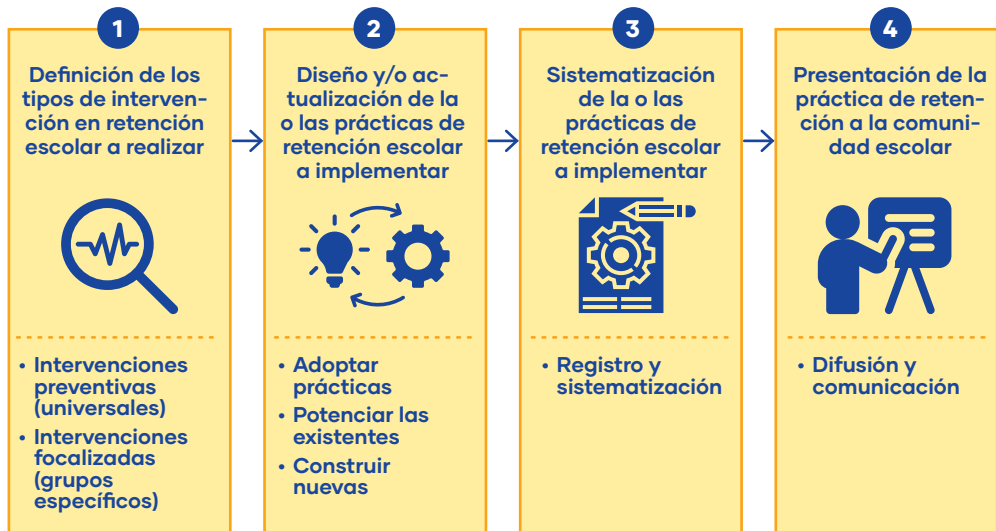 1
Definición de los
tipos de interven-
ción en retención
escolar a realizar
• Intervenciones
preventivas
(universales)
• Intervenciones
focalizadas
(grupos
específicos)
2
Diseño y/o ac-
tualización de la
o las prácticas de
retención escolar
a implementar
• Adoptar
prácticas
• Potenciar las
existentes
• Construir
nuevas
3
Sistematización
de la o las
prácticas de
retención escolar
a implementar
• Registro y
sistematización
4
Presentación de la
práctica de reten-
ción a la comuni-
dad escolar
• Difusión y
comunicación